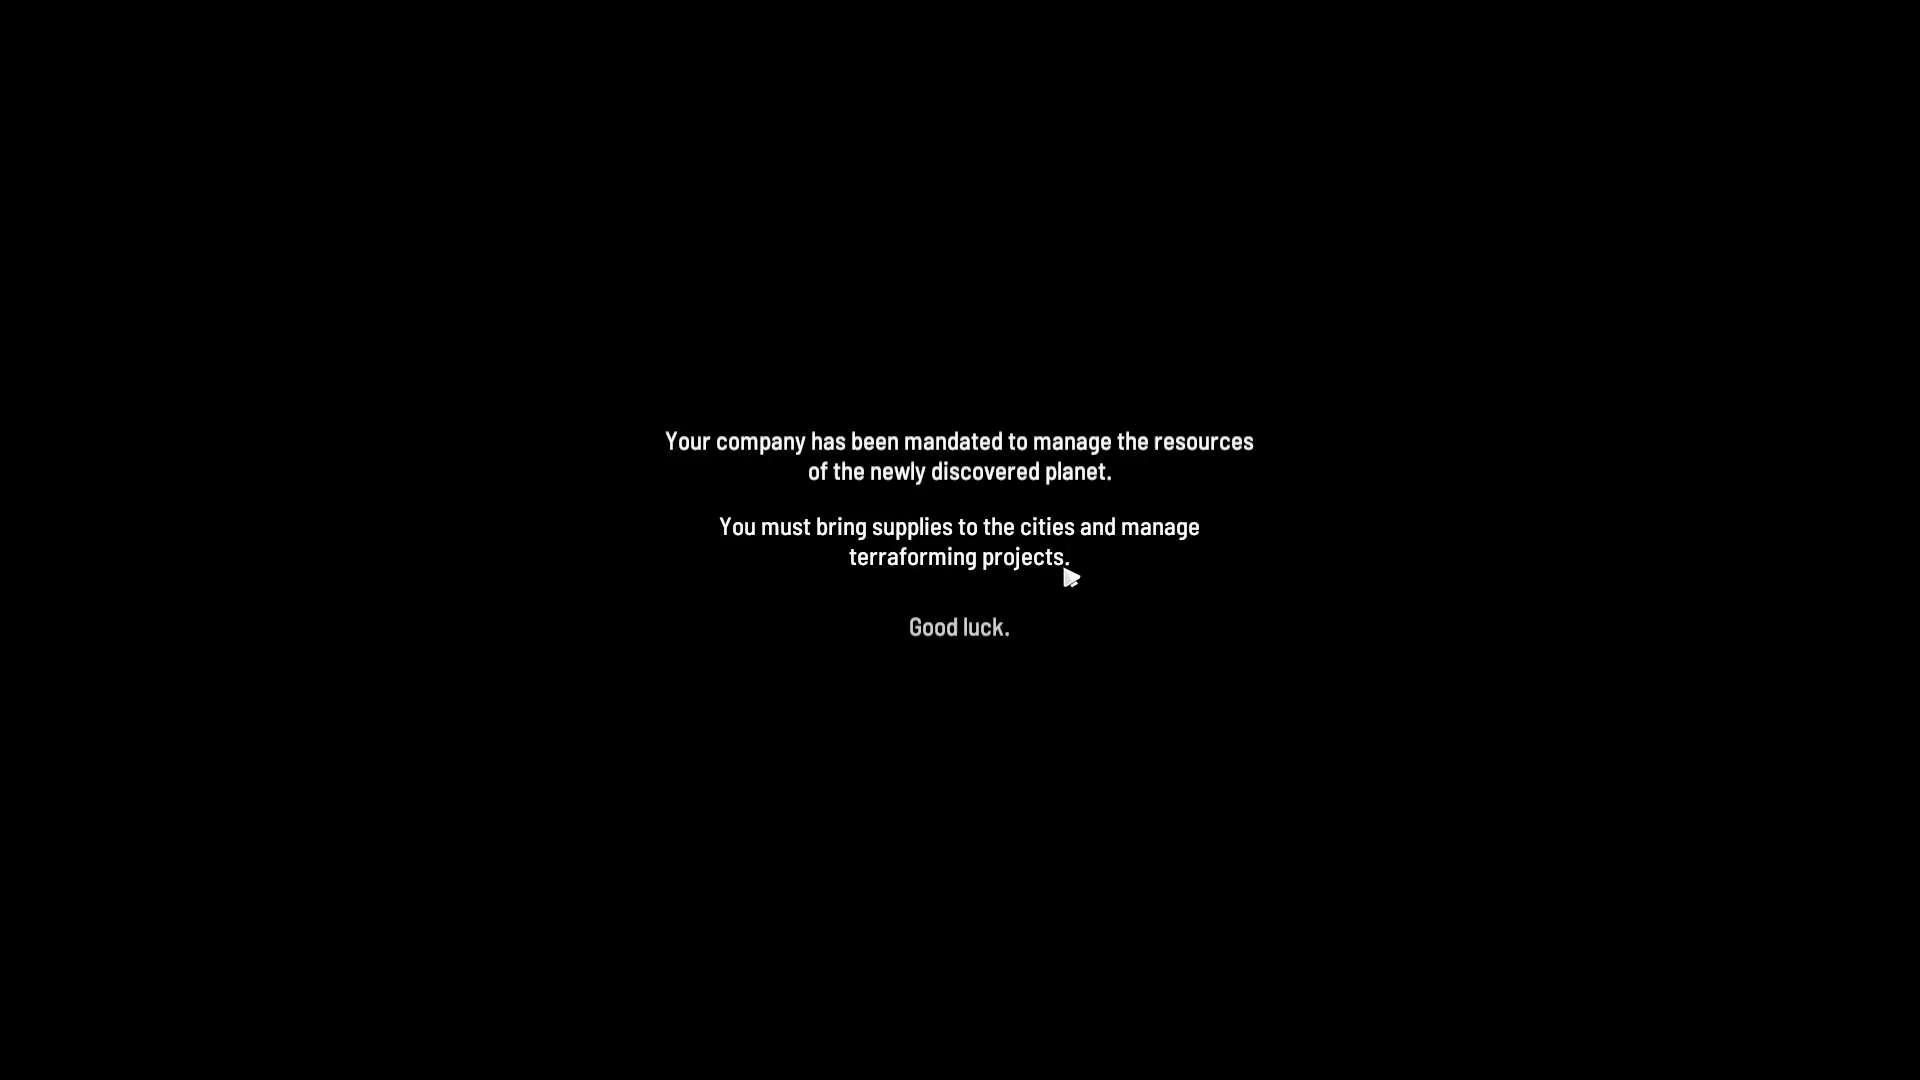 Your company has been mandated to manage the resources
of the newly discovered planet.
You must bring supplies to the cities and manage
terraforming projects.
Good luck.